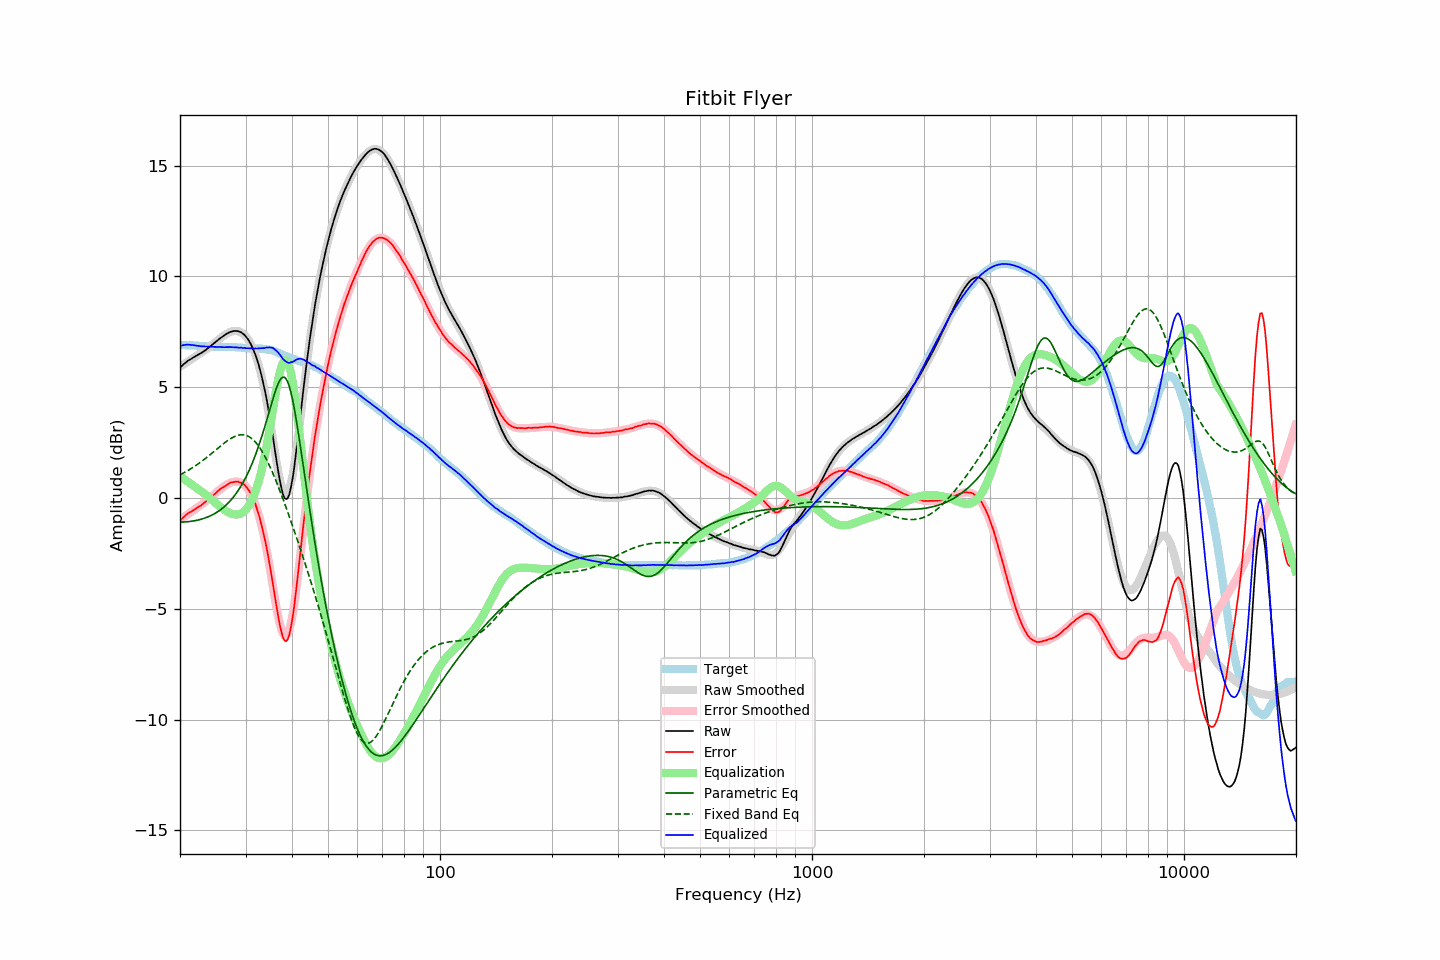 Fitbit Flyer
Amplitude (dBr)
15
10
5
0
−5
−10
−15
Target
Raw Smoothed
Error Smoothed
Raw
Error
Equalization
Parametric Eq
Fixed Band Eq
Equalized
100
1000
10000
Frequency (Hz)